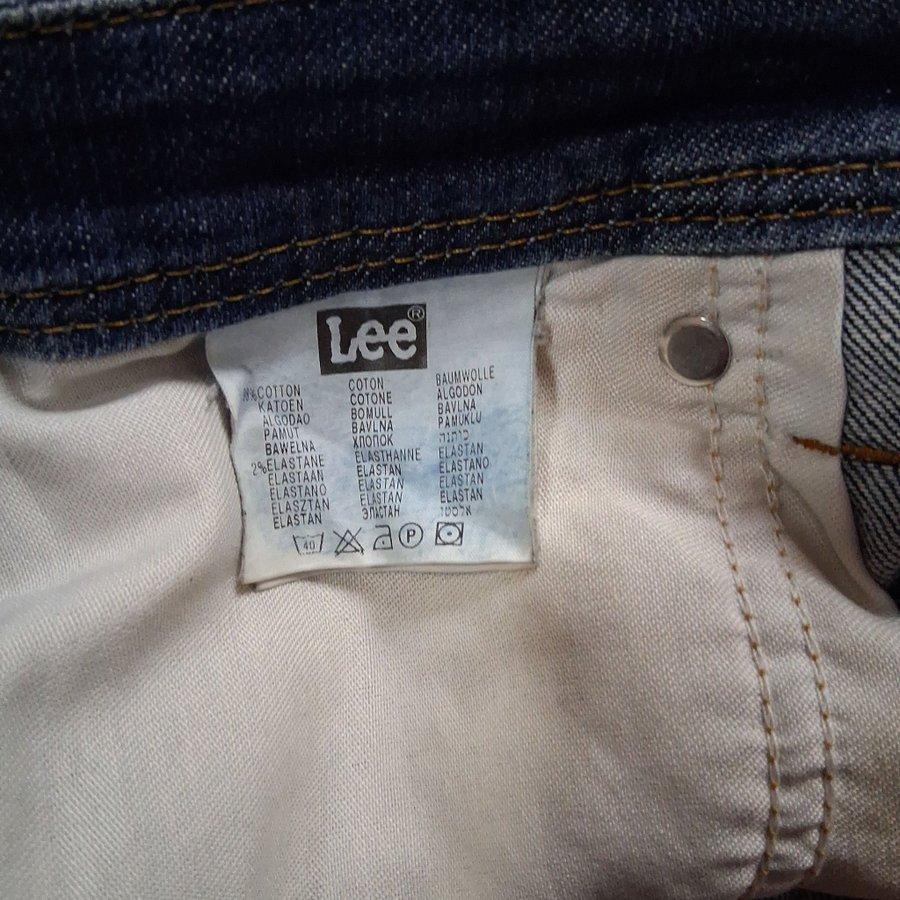 Lee®
COTTON COTON BAUMWOLLE
KATOEN COTONE ALGODON
ALGODAO BOMULL BAVLNA
PAMUT BAVLNA PAMUKLU
BAWELNA ХЛОПОК כותנה
2%ELASTANE ELASTHANNE ELASTAN
ELASTAAN ELASTAN ELASTANO
ELASTANO ELASTAN ELASTAN
ELASZTAN ELASTAN ELASTAN
ELASTAN ЭЛАСТАН אלסטן
40
P